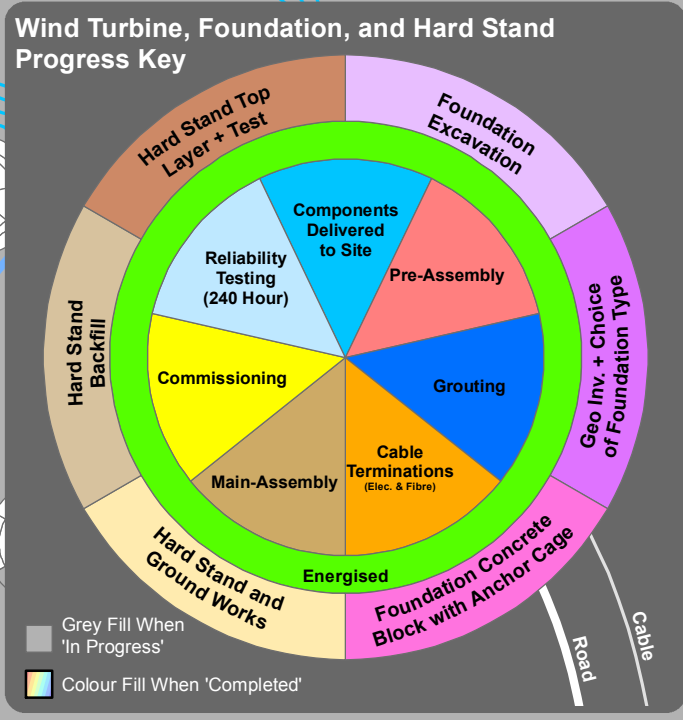 Wind Turbine, Foundation, and Hard Stand
Progress Key
Foundation
Excavation
Geo Inv. + Choice
of Foundation Type
Foundation Concrete
Block with Anchor Cage
Hard Stand and
Ground Works
Hard Stand
Backfill
Hard Stand Top
Layer + Test
Components
Delivered
to Site
Pre-Assembly
Grouting
Cable
Terminations
(Elec. & Fibre)
Main-Assembly
Commissioning
Reliability
Testing
(240 Hour)
Energised
Road
Cable
Grey Fill When
'In Progress'
Colour Fill When 'Completed'